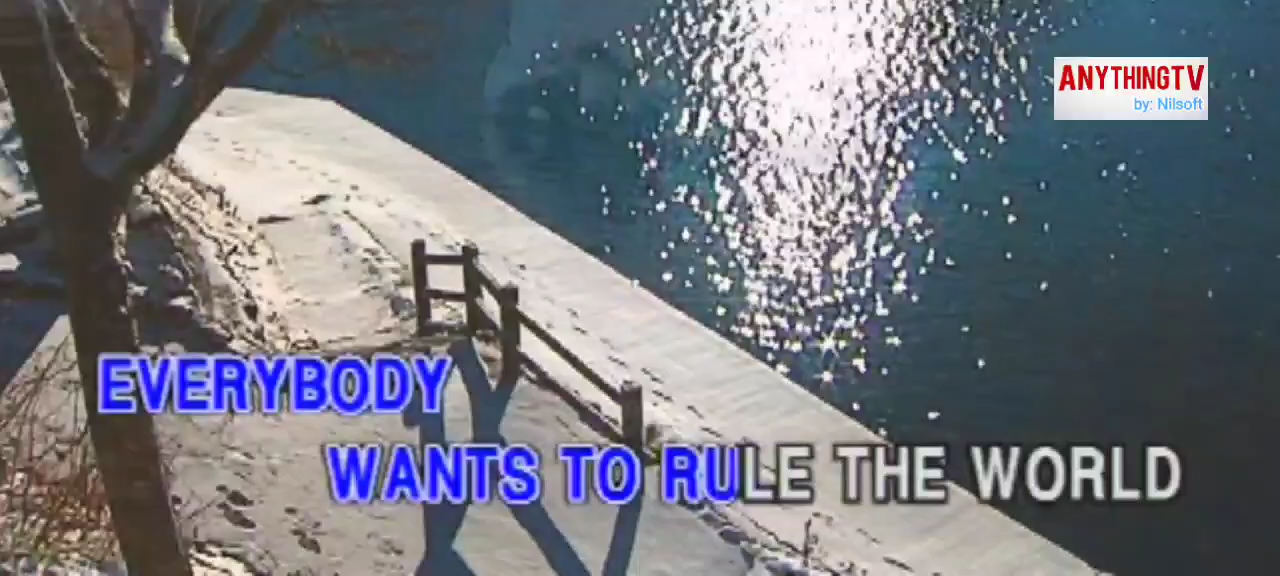 ANYTHINGTV
by: Nilsoft
EVERYBODY
WANTS TO RULE THE WORLD